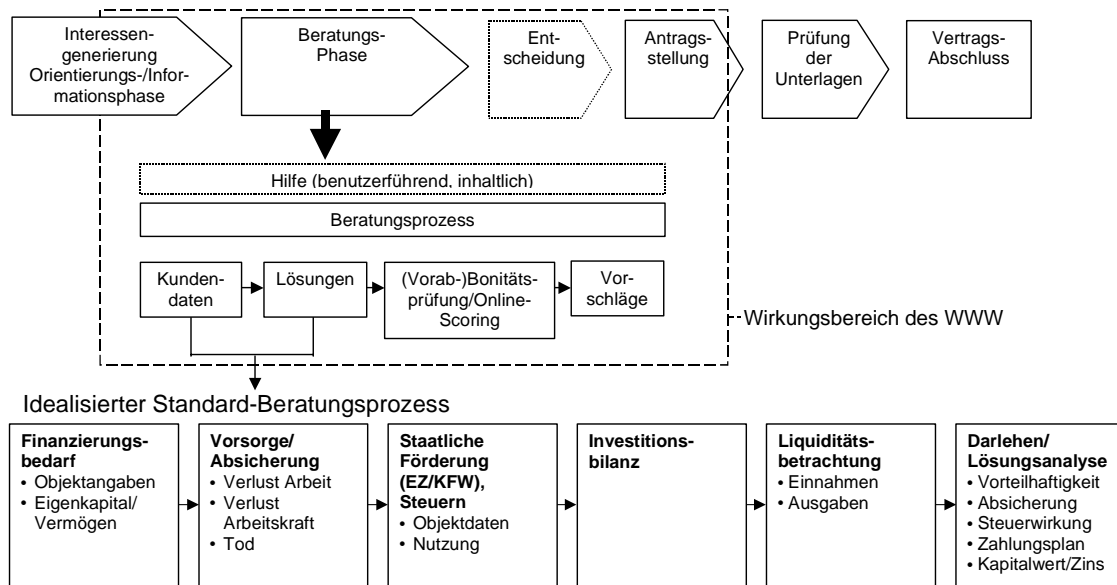 Interessen-
generierung
Orientierungs-/Infor-
mationsphase
Beratungs-
Phase
Ent-
scheidung
Antrags-
stellung
Prüfung
der
Unterlagen
Vertrags-
Abschluss
Hilfe (benutzerführend, inhaltlich)
Beratungsprozess
Kunden-
daten
Lösungen
(Vorab-)Bonitäts-
prüfung/Online-
Scoring
Vor-
schläge
Wirkungsbereich des WWW
Idealisierter Standard-Beratungsprozess
Finanzierungs-
bedarf
• Objektangaben
• Eigenkapital/
Vermögen
Vorsorge/
Absicherung
• Verlust Arbeit
• Verlust
Arbeitskraft
• Tod
Staatliche
Förderung
(EZ/KFW),
Steuern
• Objektdaten
• Nutzung
Investitions-
bilanz
Liquiditäts-
betrachtung
• Einnahmen
• Ausgaben
Darlehen/
Lösungsanalyse
• Vorteilhaftigkeit
• Absicherung
• Steuerwirkung
• Zahlungsplan
• Kapitalwert/Zins